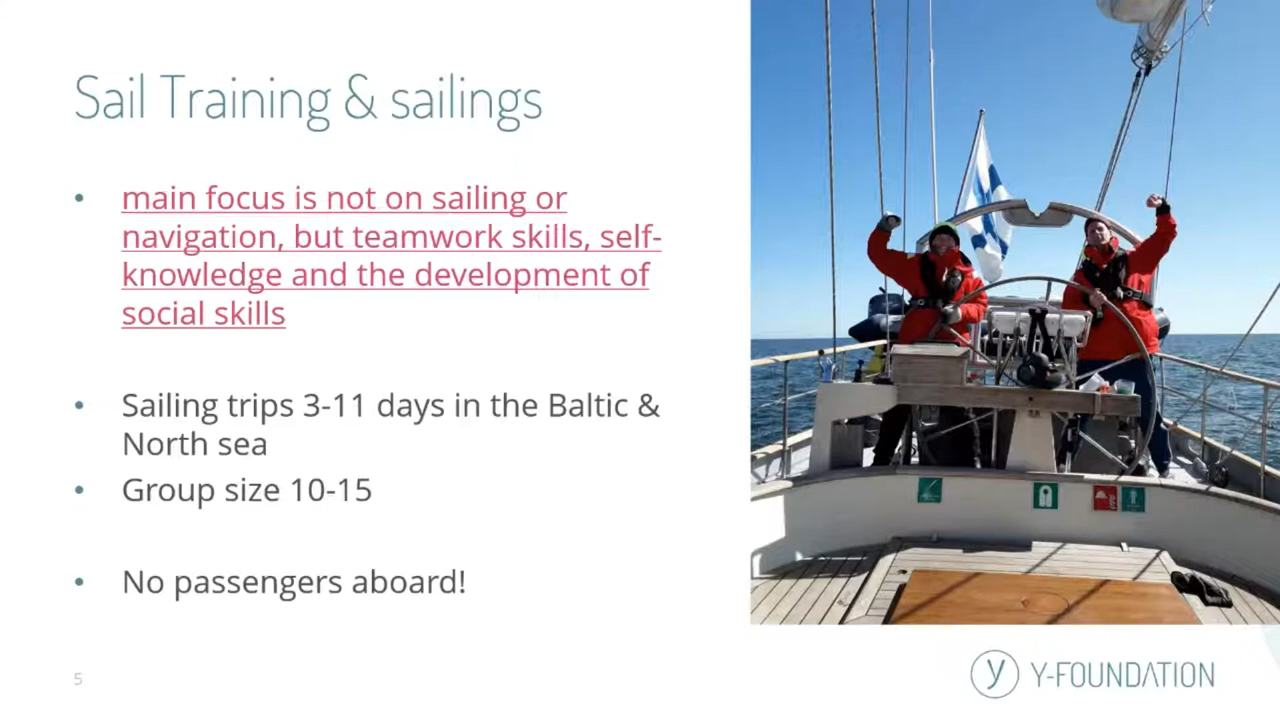 Sail Training & sailings
• main focus is not on sailing or
navigation, but teamwork skills, self-
knowledge and the development of
social skills
• Sailing trips 3-11 days in the Baltic &
North sea
• Group size 10-15
• No passengers aboard!
5
y Y-FOUNDATION